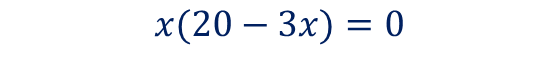 x(20 − 3x) = 0